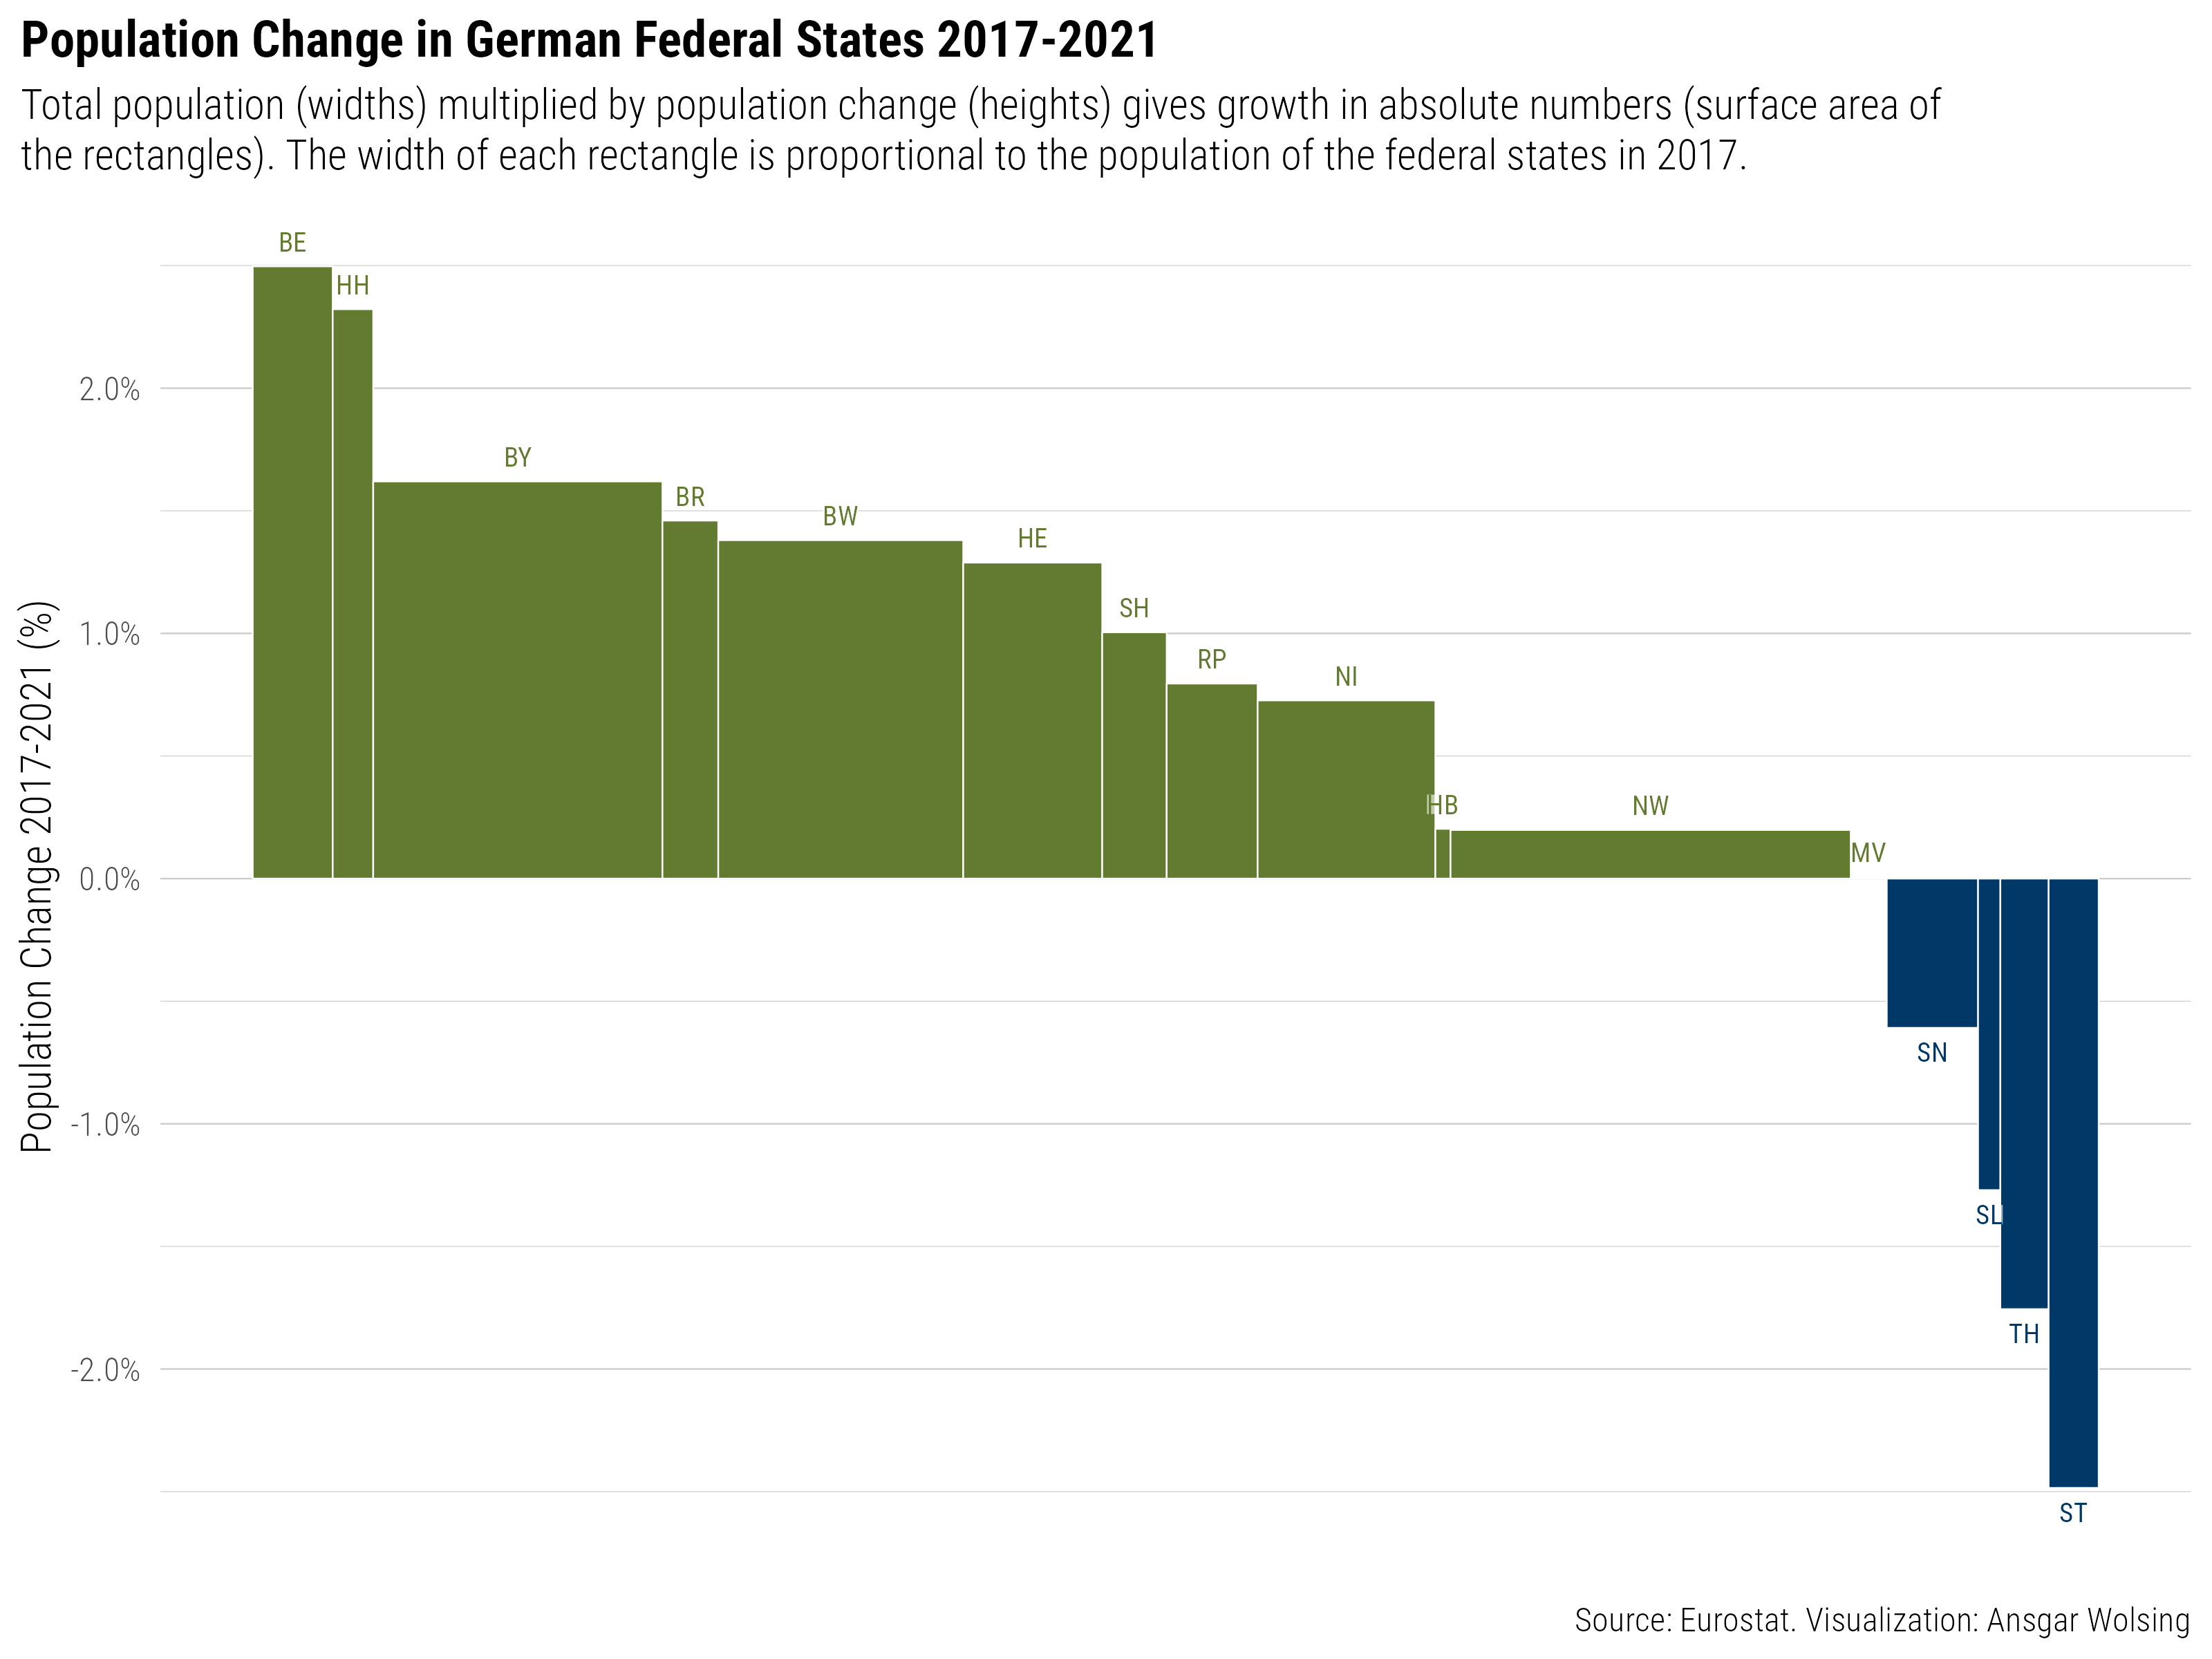 Population Change in German Federal States 2017-2021
Total population (widths) multiplied by population change (heights) gives growth in absolute numbers (surface area of
the rectangles). The width of each rectangle is proportional to the population of the federal states in 2017.
Population Change 2017-2021 (%)
2.0%
1.0%
0.0%
-1.0%
-2.0%
BE
HH
BY
BR
BW
HE
SH
RP
NI
HB
NW
MV
SN
SL
TH
ST
Source: Eurostat. Visualization: Ansgar Wolsing